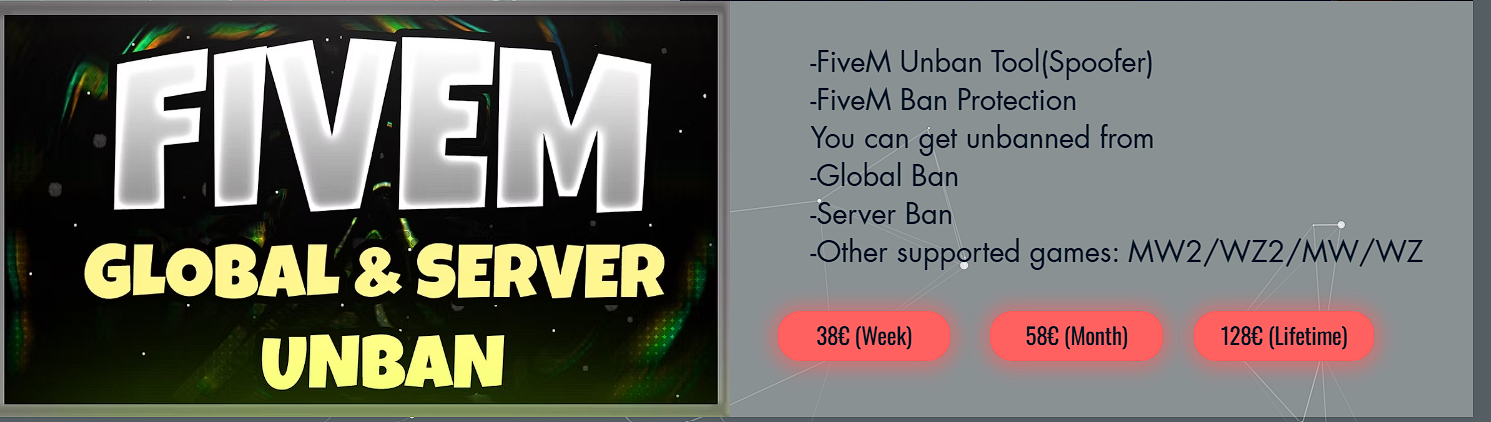 FIVEM
GLOBAL & SERVER
UNBAN
-FiveM Unban Tool(Spoofer)
-FiveM Ban Protection
You can get unbanned from
-Global Ban
-Server Ban
-Other supported games: MW2/WZ2/MW/WZ
38€ (Week)
58€ (Month)
128€ (Lifetime)